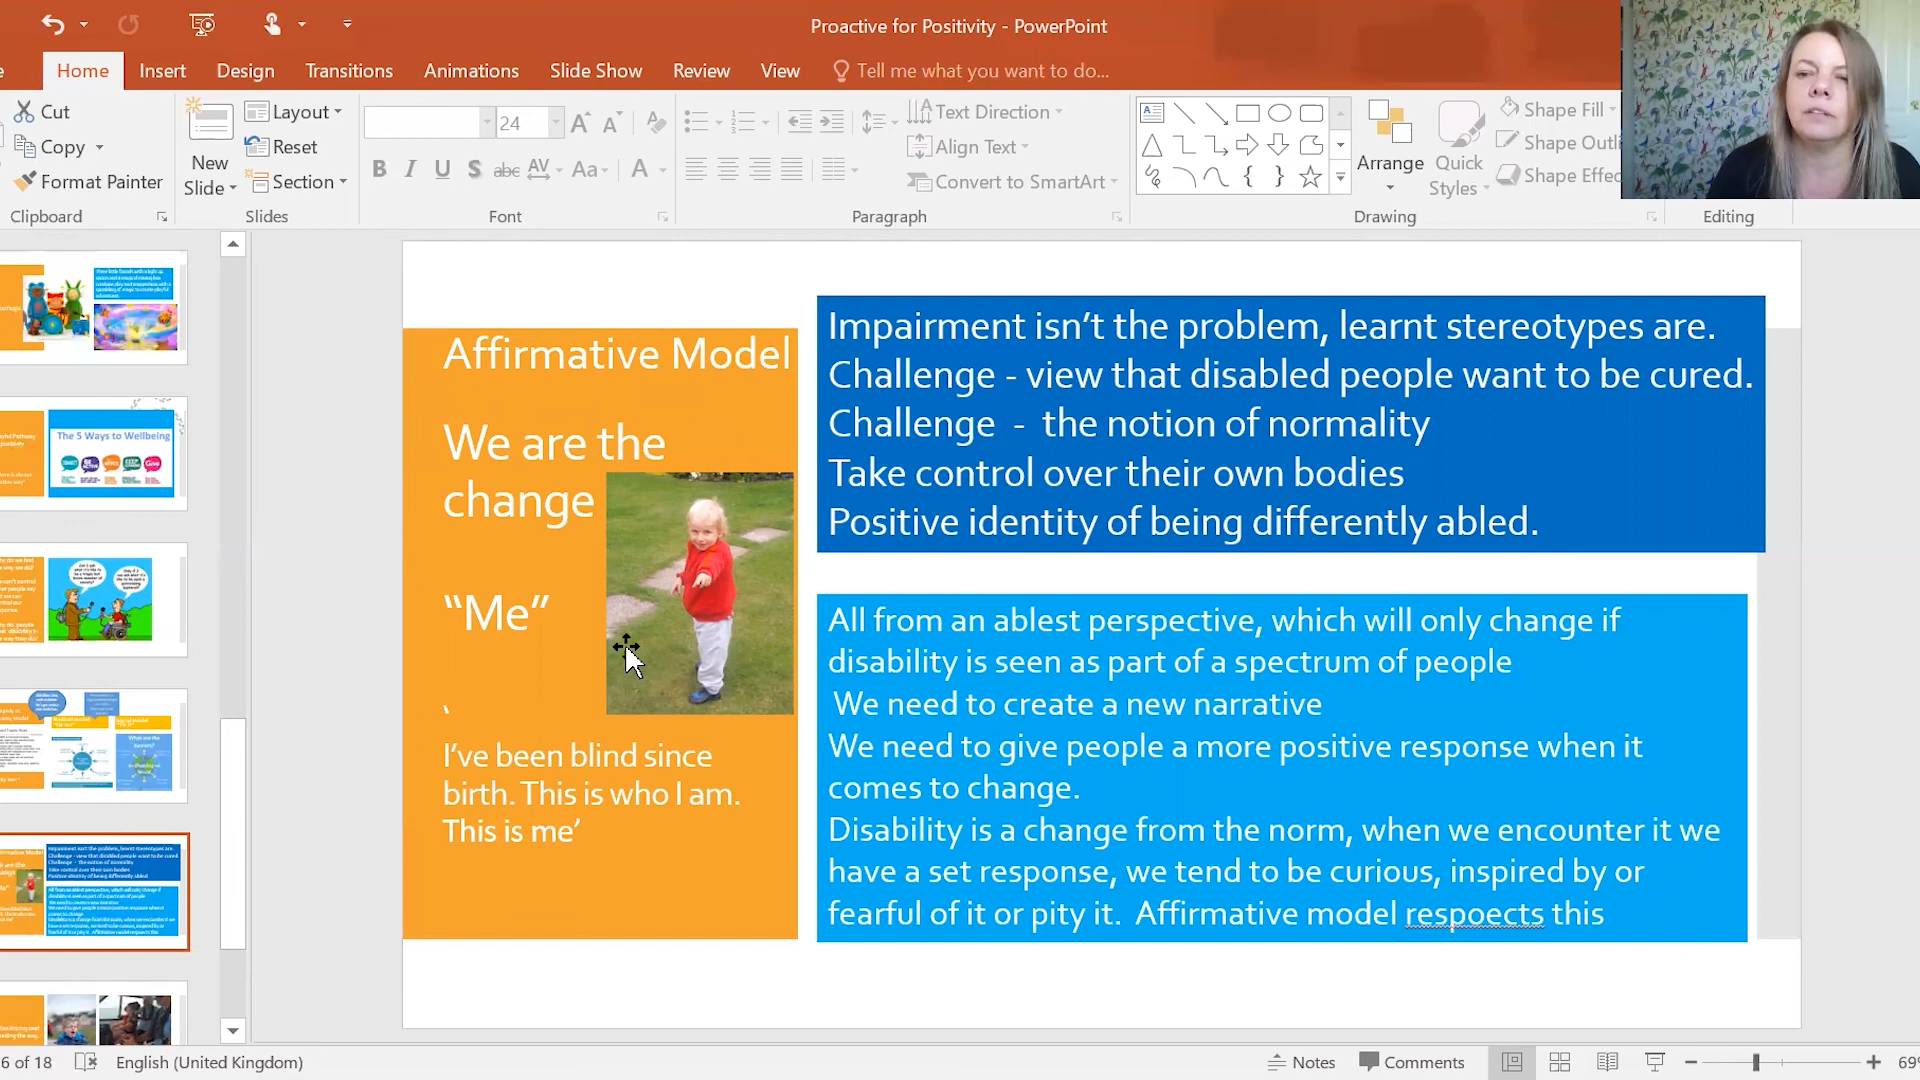 Proactive for Positivity - PowerPoint
Home Insert Design Transitions Animations Slide Show Review View Tell me what you want to do...
Cut
Copy
Format Painter
Clipboard
New
Slide
Layout
Reset
Section
Slides
24
Font
Text Direction
Align Text
Convert to SmartArt
Paragraph
Arrange
Quick
Styles
Shape Fill
Shape Outli
Shape Effec
Drawing
Editing
The 5 Ways to Wellbeing
Affirmative Model
We are the
change
“Me”
‘
I’ve been blind since
birth. This is who I am.
This is me’
Impairment isn’t the problem, learnt stereotypes are.
Challenge - view that disabled people want to be cured.
Challenge - the notion of normality
Take control over their own bodies
Positive identity of being differently abled.
All from an ablest perspective, which will only change if
disability is seen as part of a spectrum of people
We need to create a new narrative
We need to give people a more positive response when it
comes to change.
Disability is a change from the norm, when we encounter it we
have a set response, we tend to be curious, inspired by or
fearful of it or pity it. Affirmative model respoects this
6 of 18 English (United Kingdom) Notes Comments 69